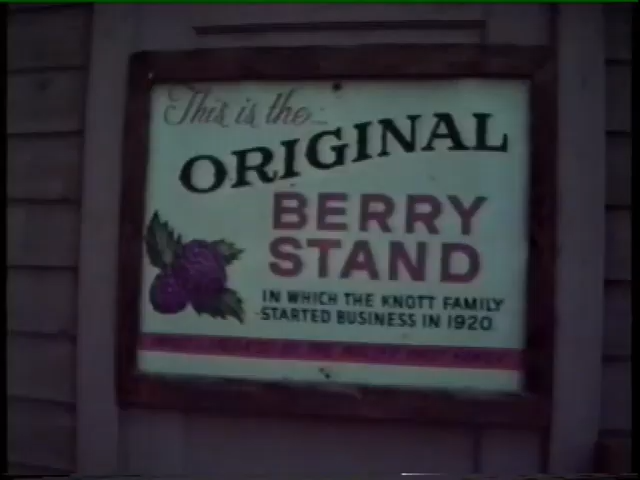 This is the...
ORIGINAL
BERRY
STAND
IN WHICH THE KNOTT FAMILY
STARTED BUSINESS IN 1920